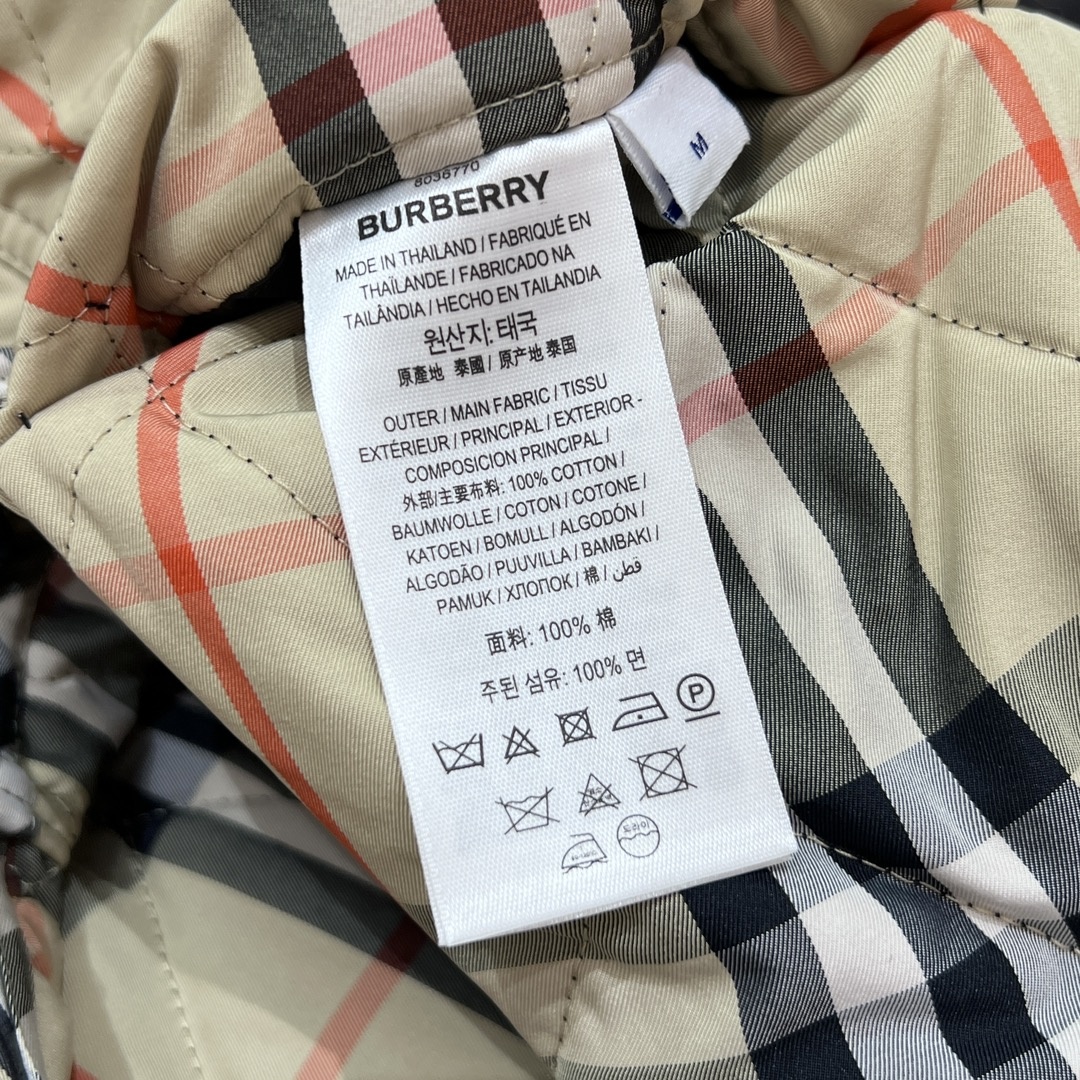 8036770
BURBERRY
MADE IN THAILAND / FABRIQUÉ EN
THAÏLANDE / FABRICADO NA
TAILÂNDIA / HECHO EN TAILANDIA
원산지: 태국
原產地 泰國 / 原产地 泰国
OUTER / MAIN FABRIC / TISSU
EXTÉRIEUR / PRINCIPAL / EXTERIOR -
COMPOSICION PRINCIPAL /
外部/主要布料: 100% COTTON /
BAUMWOLLE / COTON / COTONE /
KATOEN / BOMULL / ALGODÓN /
ALGODÃO / PUUVILLA / BAMBAKI /
PAMUK / ХЛОПОК / 棉 / قطن
面料: 100% 棉
주된 섬유: 100% 면
P
드라이
M